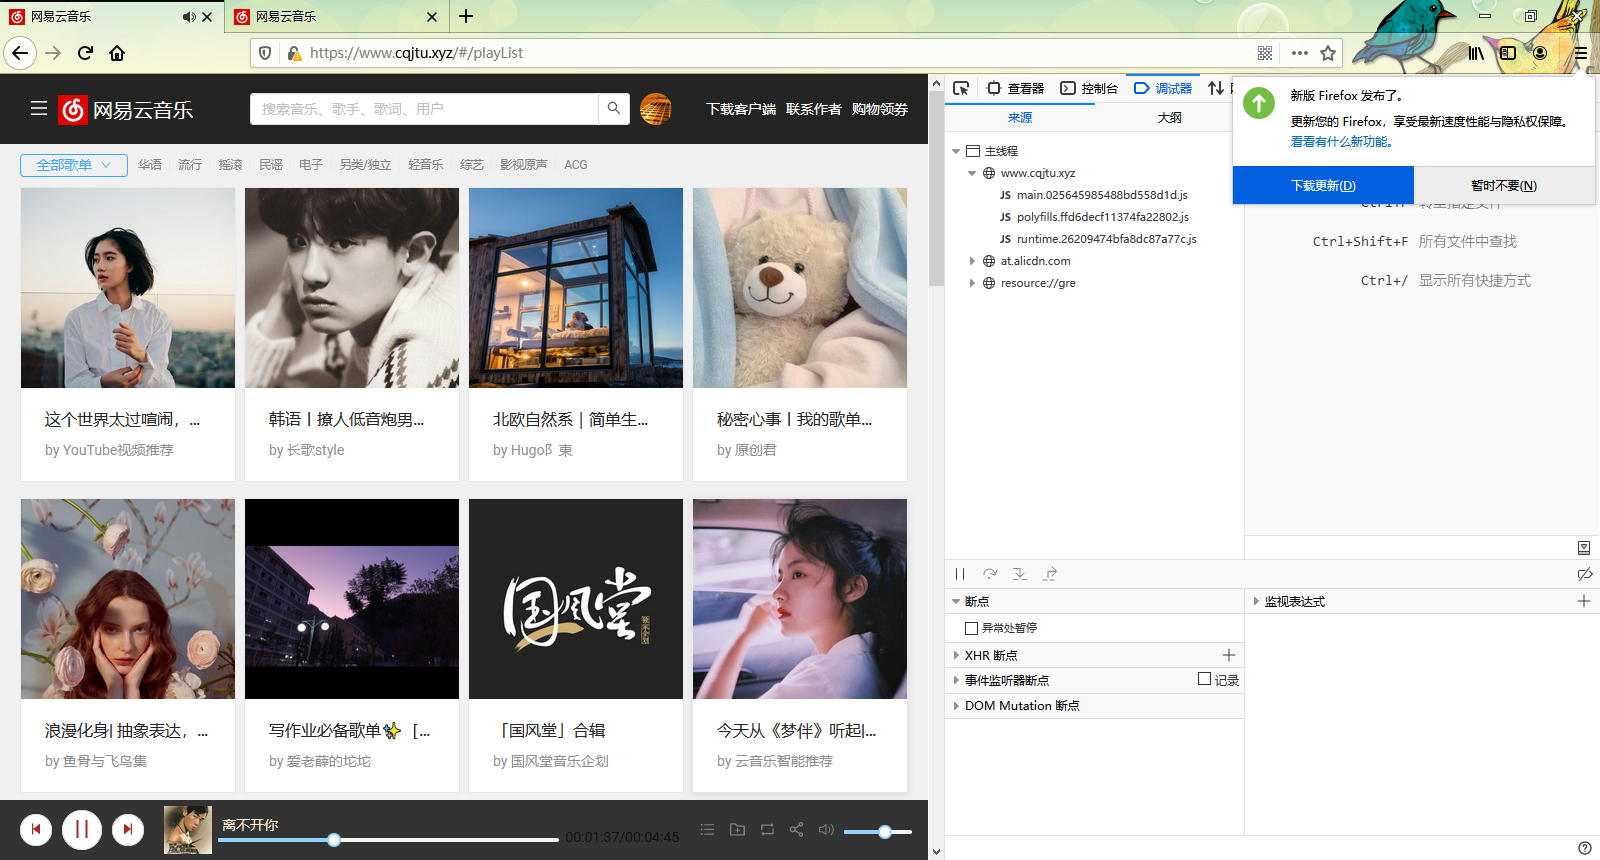 网易云音乐
网易云音乐
https://www.cqjtu.xyz/#/playList
网易云音乐
搜索音乐、歌手、歌词、用户
下载客户端 联系作者 购物领券
全部歌单 华语 流行 摇滚 民谣 电子 另类/独立 轻音乐 综艺 影视原声 ACG
这个世界太过喧闹，...
by YouTube视频推荐
韩语丨撩人低音炮男...
by 长歌style
北欧自然系｜简单生...
by Hugo阝東
秘密心事丨我的歌单...
by 原创君
国风堂
浪漫化身| 抽象表达，...
by 鱼骨与飞鸟集
写作业必备歌单✨ [...
by 爱老薛的坨坨
「国风堂」合辑
by 国风堂音乐企划
今天从《梦伴》听起|...
by 云音乐智能推荐
离不开你
00:01:37/00:04:45
查看器 控制台 调试器
来源 大纲
主线程
www.cqjtu.xyz
JS main.025645985488bd558d1d.js
JS polyfills.ffd6decf11374fa22802.js
JS runtime.26209474bfa8dc87a77c.js
at.alicdn.com
resource://gre
新版 Firefox 发布了。
更新您的 Firefox，享受最新速度性能与隐私权保障。
看看有什么新功能。
下载更新(D) 暂时不要(N)
Ctrl+P 转至指定文件
Ctrl+Shift+F 所有文件中查找
Ctrl+/ 显示所有快捷方式
断点
异常处暂停
XHR 断点
事件监听器断点 记录
DOM Mutation 断点
监视表达式